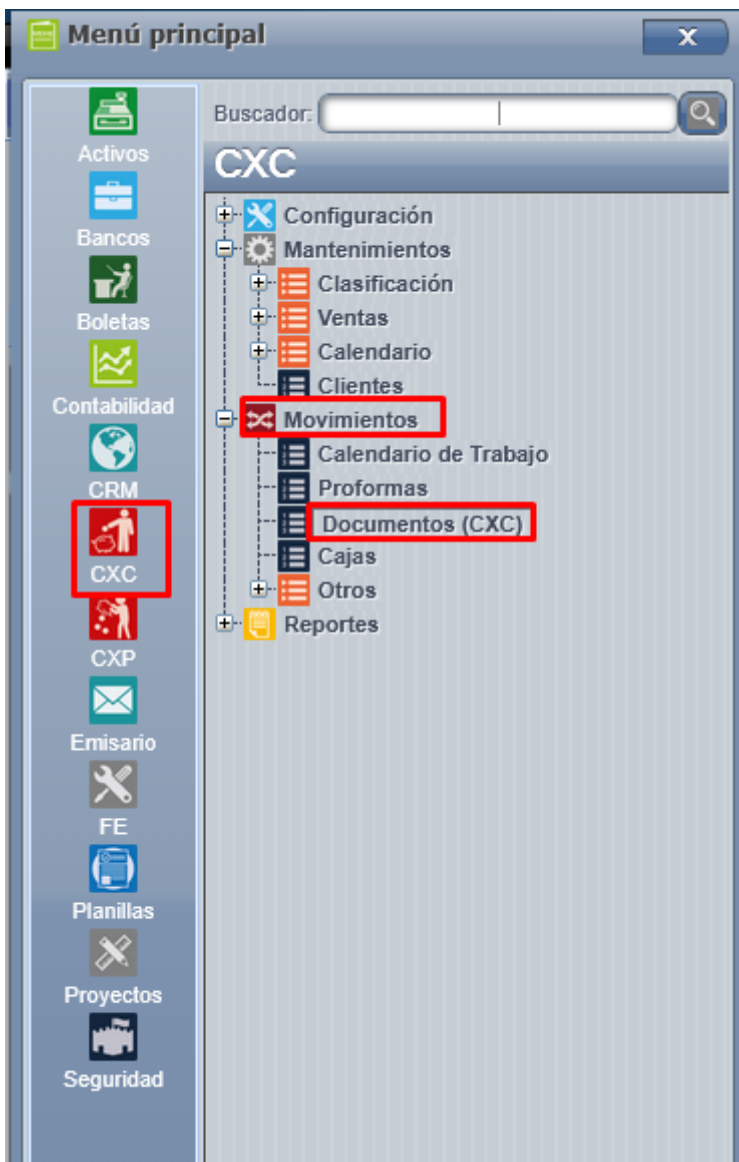 Menú principal
x
Activos
Bancos
Boletas
Contabilidad
CRM
CXC
CXP
Emisario
FE
Planillas
Proyectos
Seguridad
Buscador:
CXC
Configuración
Mantenimientos
Clasificación
Ventas
Calendario
Clientes
Movimientos
Calendario de Trabajo
Proformas
Documentos (CXC)
Cajas
Otros
Reportes